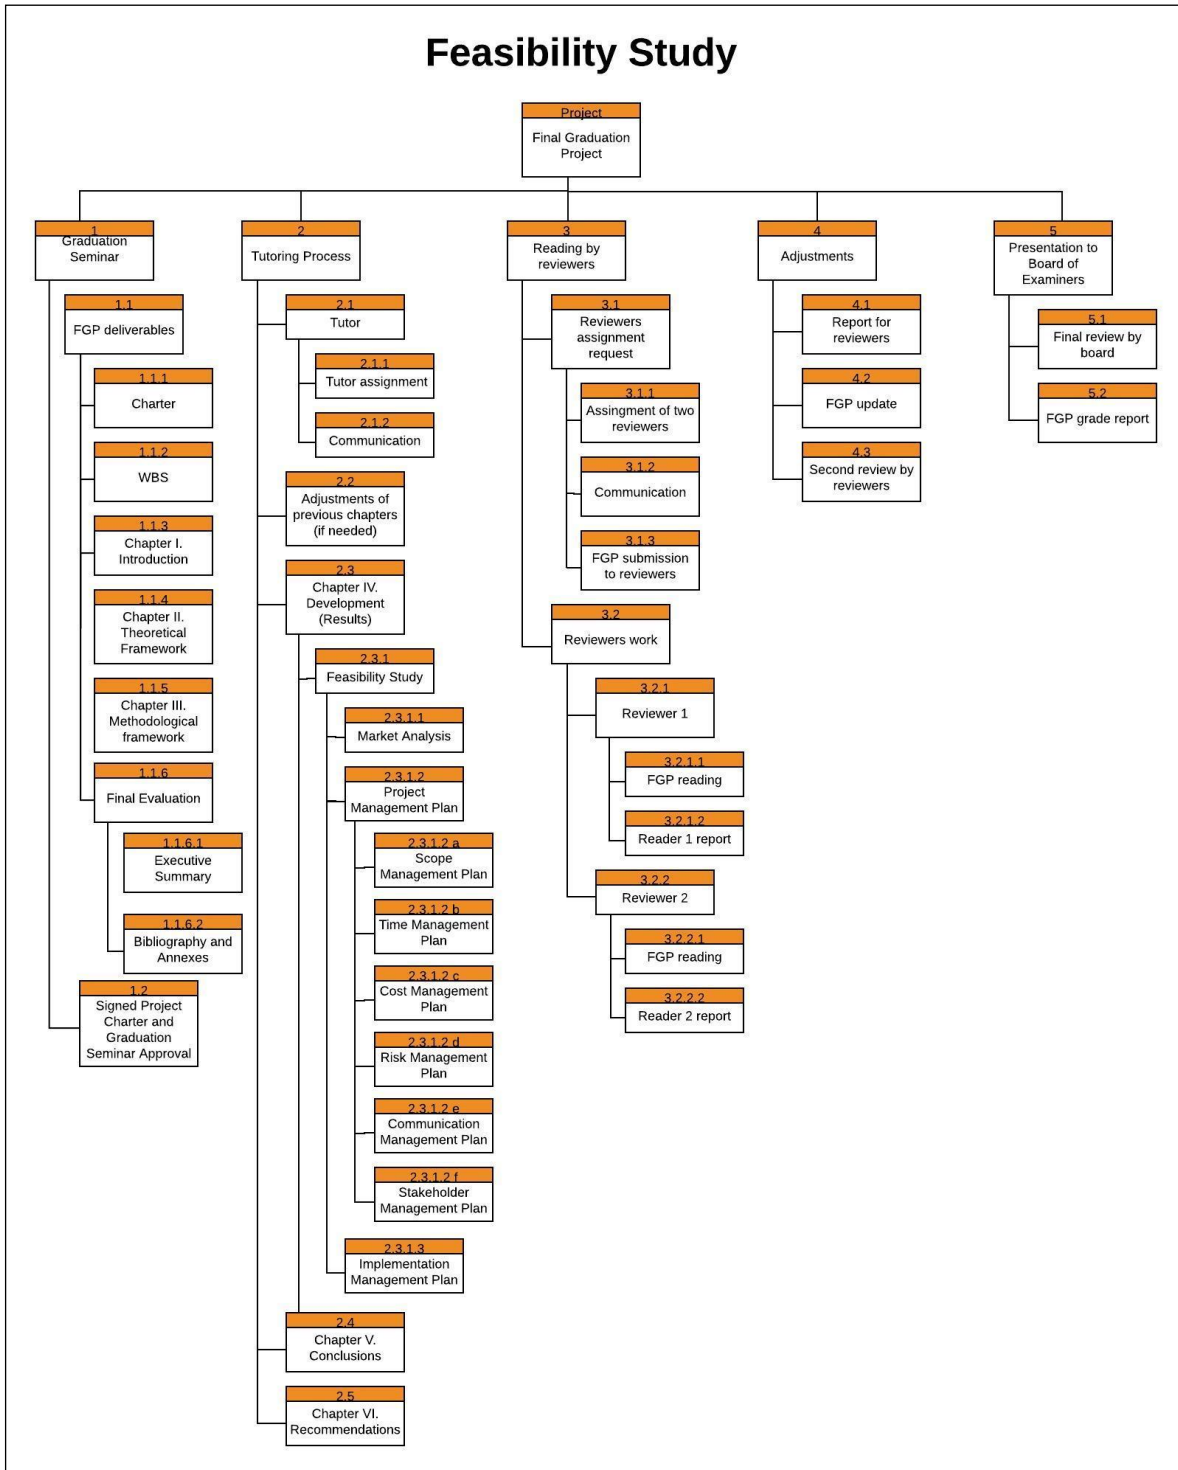 Feasibility Study
Project
Final Graduation
Project
1
Graduation
Seminar
1.1
FGP deliverables
1.1.1
Charter
1.1.2
WBS
1.1.3
Chapter I.
Introduction
1.1.4
Chapter II.
Theoretical
Framework
1.1.5
Chapter III.
Methodological
framework
1.1.6
Final Evaluation
1.1.6.1
Executive
Summary
1.1.6.2
Bibliography and
Annexes
1.2
Signed Project
Charter and
Graduation
Seminar Approval
2
Tutoring Process
2.1
Tutor
2.1.1
Tutor assignment
2.1.2
Communication
2.2
Adjustments of
previous chapters
(if needed)
2.3
Chapter IV.
Development
(Results)
2.3.1
Feasibility Study
2.3.1.1
Market Analysis
2.3.1.2
Project
Management Plan
2.3.1.2 a
Scope
Management Plan
2.3.1.2 b
Time Management
Plan
2.3.1.2 c
Cost Management
Plan
2.3.1.2 d
Risk Management
Plan
2.3.1.2 e
Communication
Management Plan
2.3.1.2 f
Stakeholder
Management Plan
2.3.1.3
Implementation
Management Plan
2.4
Chapter V.
Conclusions
2.5
Chapter VI.
Recommendations
3
Reading by
reviewers
3.1
Reviewers
assignment
request
3.1.1
Assingment of two
reviewers
3.1.2
Communication
3.1.3
FGP submission
to reviewers
3.2
Reviewers work
3.2.1
Reviewer 1
3.2.1.1
FGP reading
3.2.1.2
Reader 1 report
3.2.2
Reviewer 2
3.2.2.1
FGP reading
3.2.2.2
Reader 2 report
4
Adjustments
4.1
Report for
reviewers
4.2
FGP update
4.3
Second review by
reviewers
5
Presentation to
Board of
Examiners
5.1
Final review by
board
5.2
FGP grade report